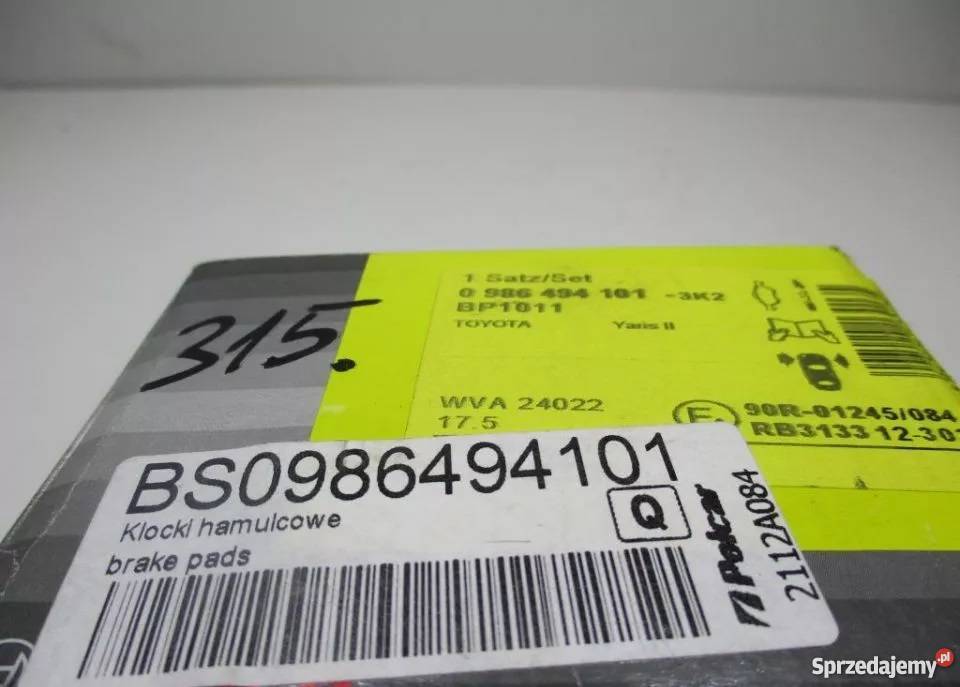 315.
1 Satz/Set
0 986 494 101 -3K2
BP1011
TOYOTA Yaris II
WVA 24022
17.5
E
90R-01245/084
RB3133 12-301
BS0986494101
Klocki hamulcowe
brake pads
Q
Polcar
2112A084
Sprzedajemy.pl